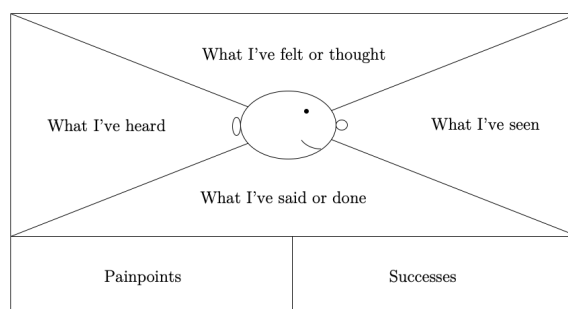 What I've felt or thought
What I've heard
What I've seen
What I've said or done
Painpoints
Successes